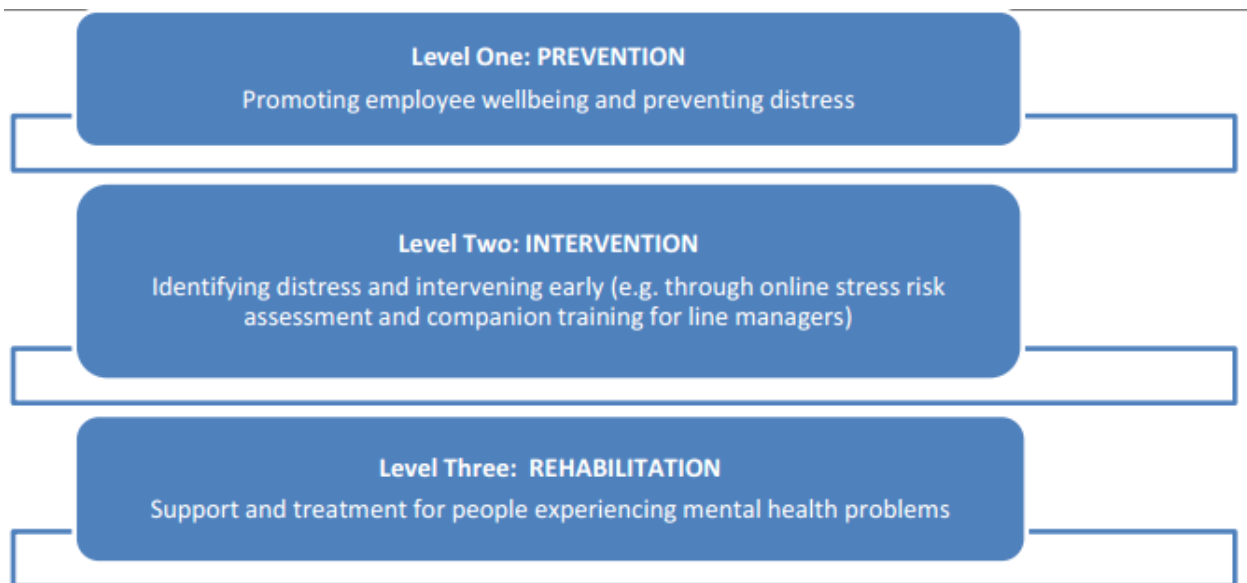 Level One: PREVENTION
Promoting employee wellbeing and preventing distress
Level Two: INTERVENTION
Identifying distress and intervening early (e.g. through online stress risk
assessment and companion training for line managers)
Level Three:  REHABILITATION
Support and treatment for people experiencing mental health problems